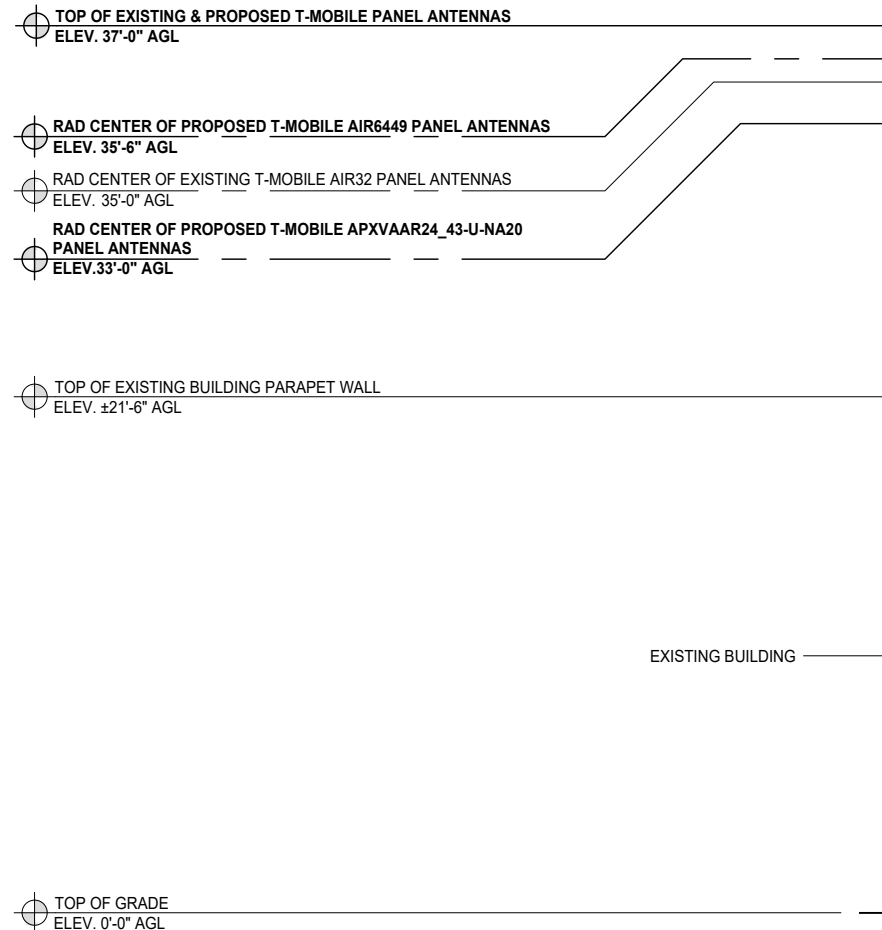 TOP OF EXISTING & PROPOSED T-MOBILE PANEL ANTENNAS
ELEV. 37'-0" AGL
RAD CENTER OF PROPOSED T-MOBILE AIR6449 PANEL ANTENNAS
ELEV. 35'-6" AGL
RAD CENTER OF EXISTING T-MOBILE AIR32 PANEL ANTENNAS
ELEV. 35'-0" AGL
RAD CENTER OF PROPOSED T-MOBILE APXVAAR24_43-U-NA20
PANEL ANTENNAS
ELEV.33'-0" AGL
TOP OF EXISTING BUILDING PARAPET WALL
ELEV. ±21'-6" AGL
EXISTING BUILDING
TOP OF GRADE
ELEV. 0'-0" AGL